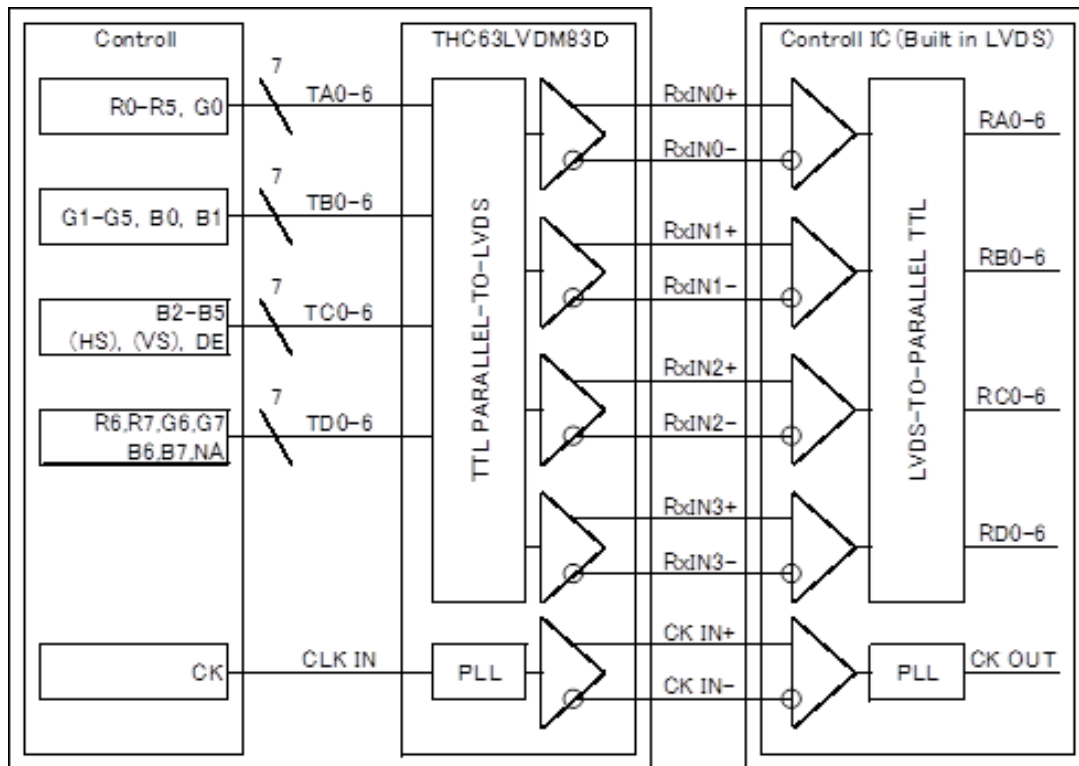 Controll
THC63LVDM83D
Controll IC (Built in LVDS)
R0-R5, G0
7
TA0-6
RxIN0+
RxIN0-
RA0-6
G1-G5, B0, B1
7
TB0-6
RxIN1+
RxIN1-
RB0-6
B2-B5
(HS), (VS), DE
7
TC0-6
RxIN2+
RxIN2-
RC0-6
R6,R7,G6,G7
B6,B7,NA
7
TD0-6
RxIN3+
RxIN3-
RD0-6
TTL PARALLEL-TO-LVDS
LVDS-TO-PARALLEL TTL
CK
CLK IN
PLL
CK IN+
CK IN-
PLL
CK OUT